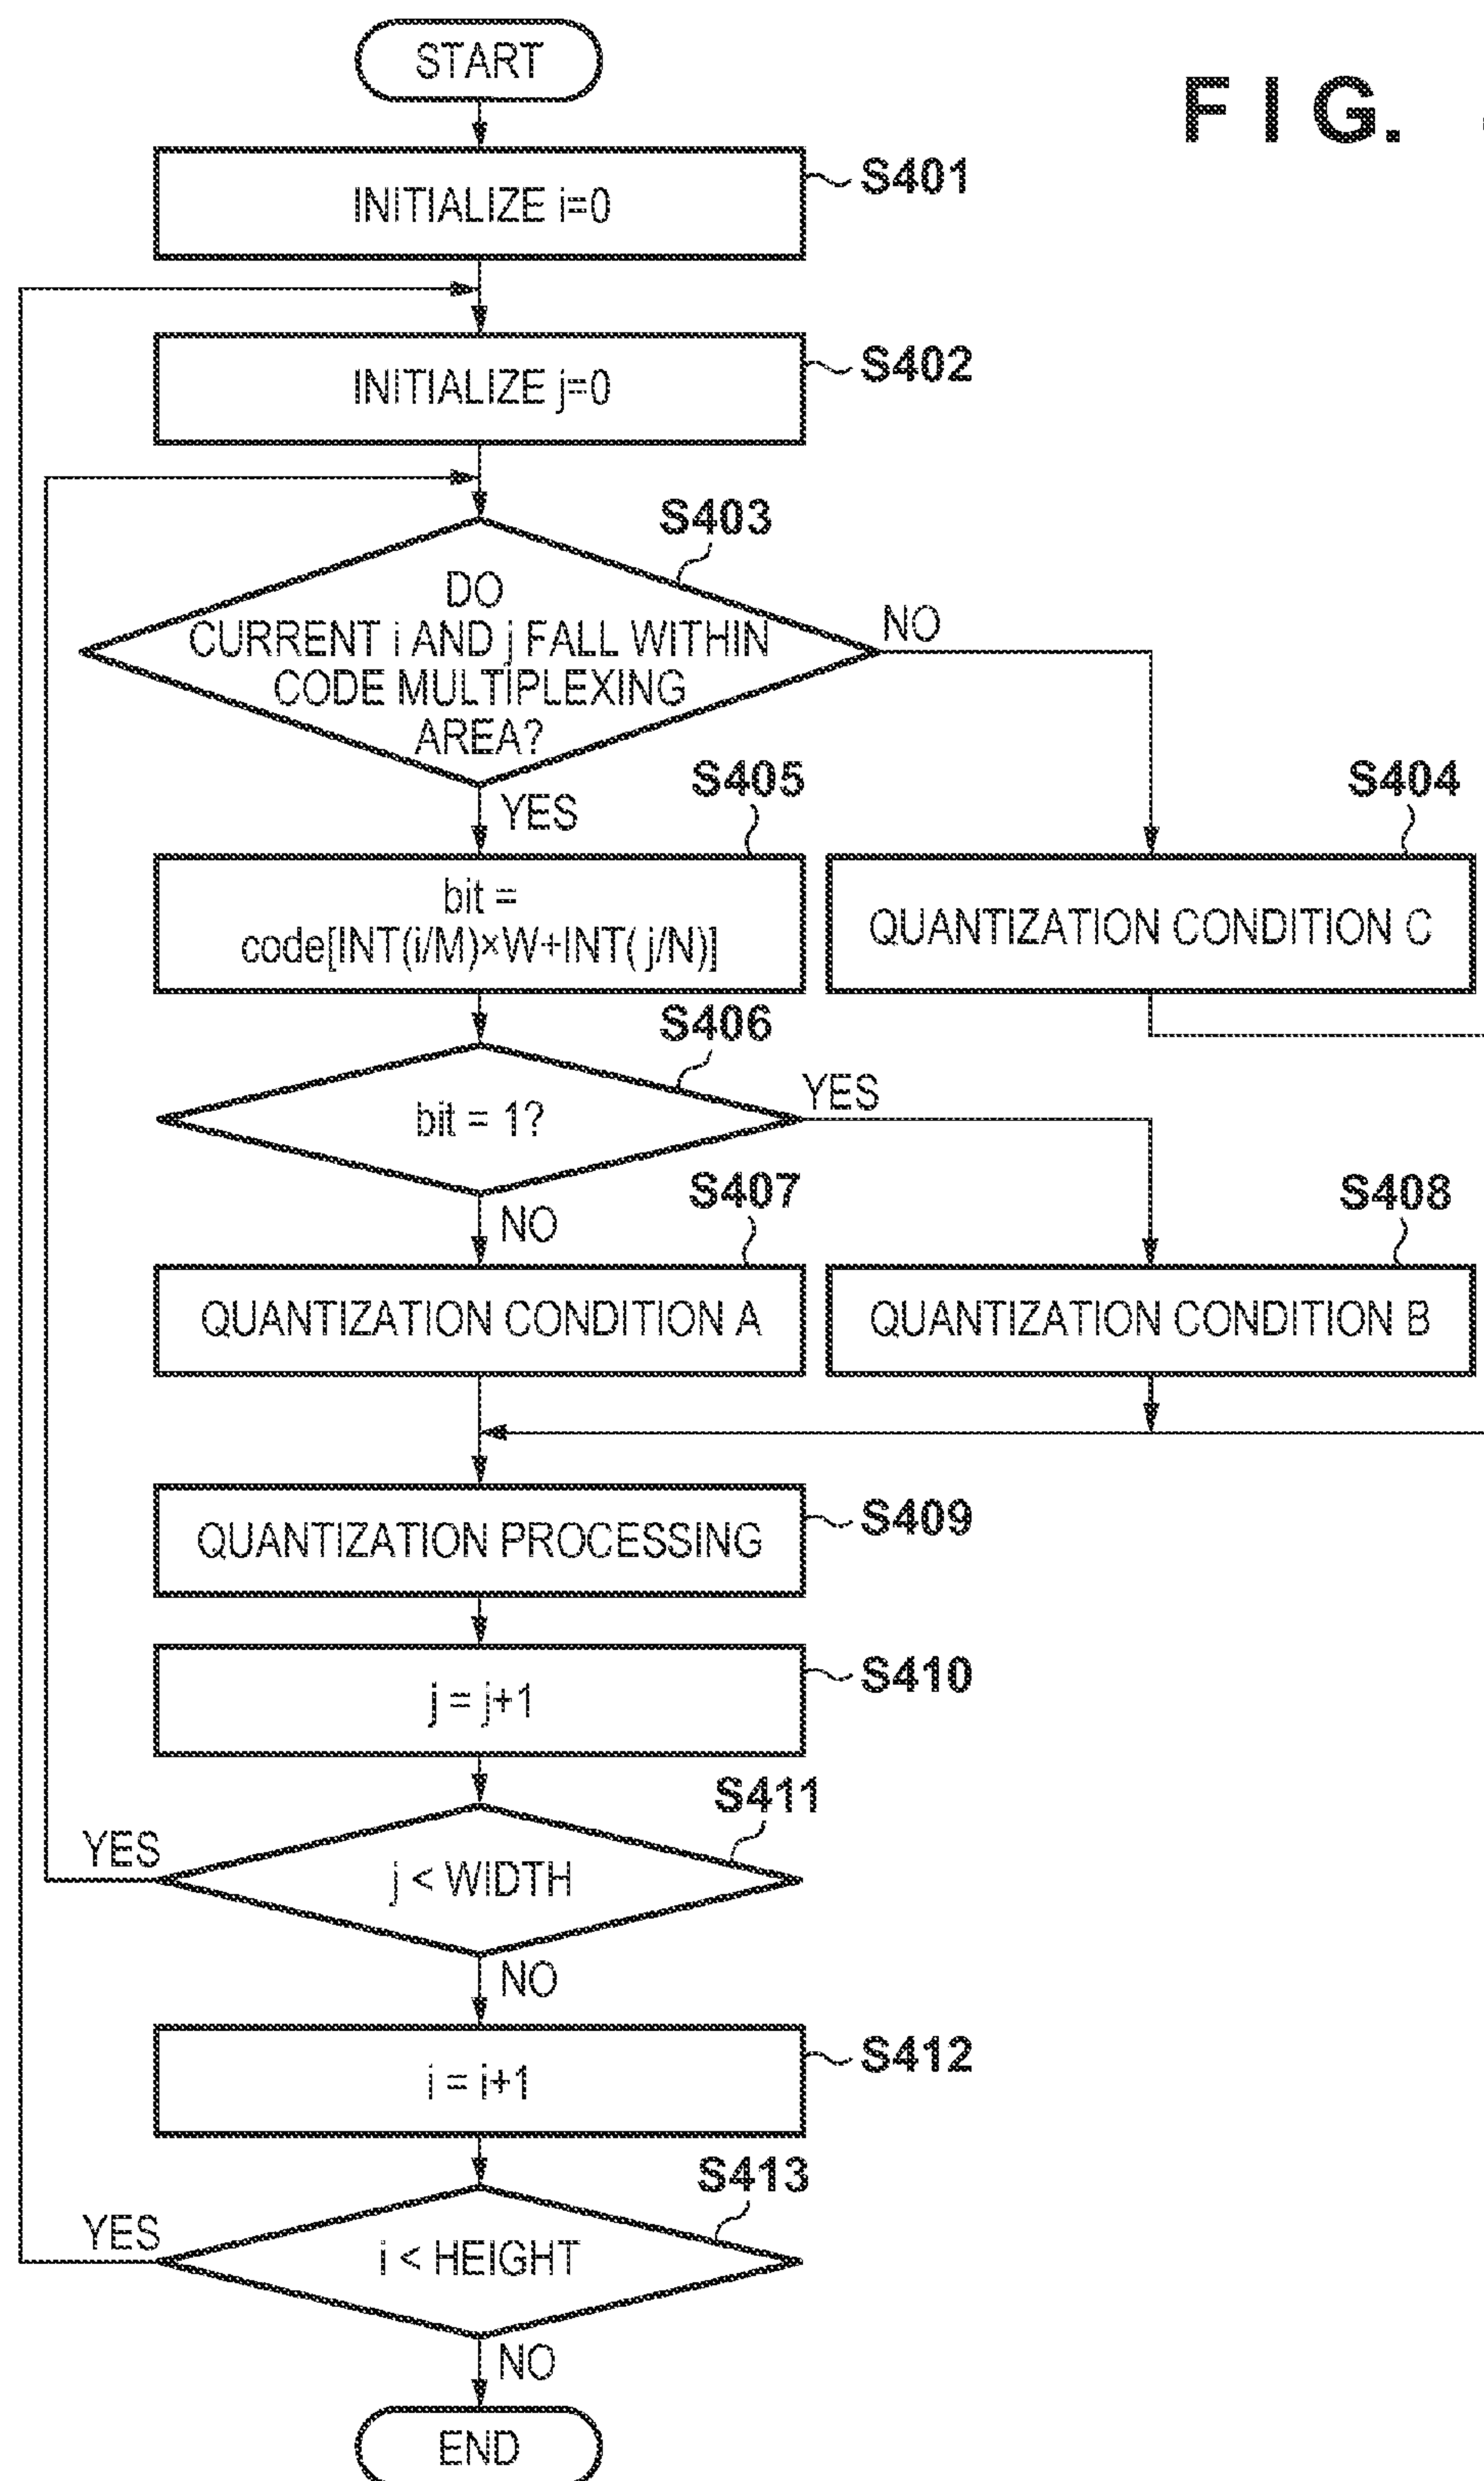 START
FIG.
S401
INITIALIZE i=0
S402
INITIALIZE j=0
S403
DO
CURRENT i AND j FALL WITHIN
CODE MULTIPLEXING
AREA?
NO
YES
S405
bit =
code[INT(i/M)×W+INT( j/N)]
S404
QUANTIZATION CONDITION C
S406
bit = 1?
YES
NO
S407
QUANTIZATION CONDITION A
S408
QUANTIZATION CONDITION B
S409
QUANTIZATION PROCESSING
S410
j = j+1
S411
j < WIDTH
YES
NO
S412
i = i+1
S413
i < HEIGHT
YES
NO
END